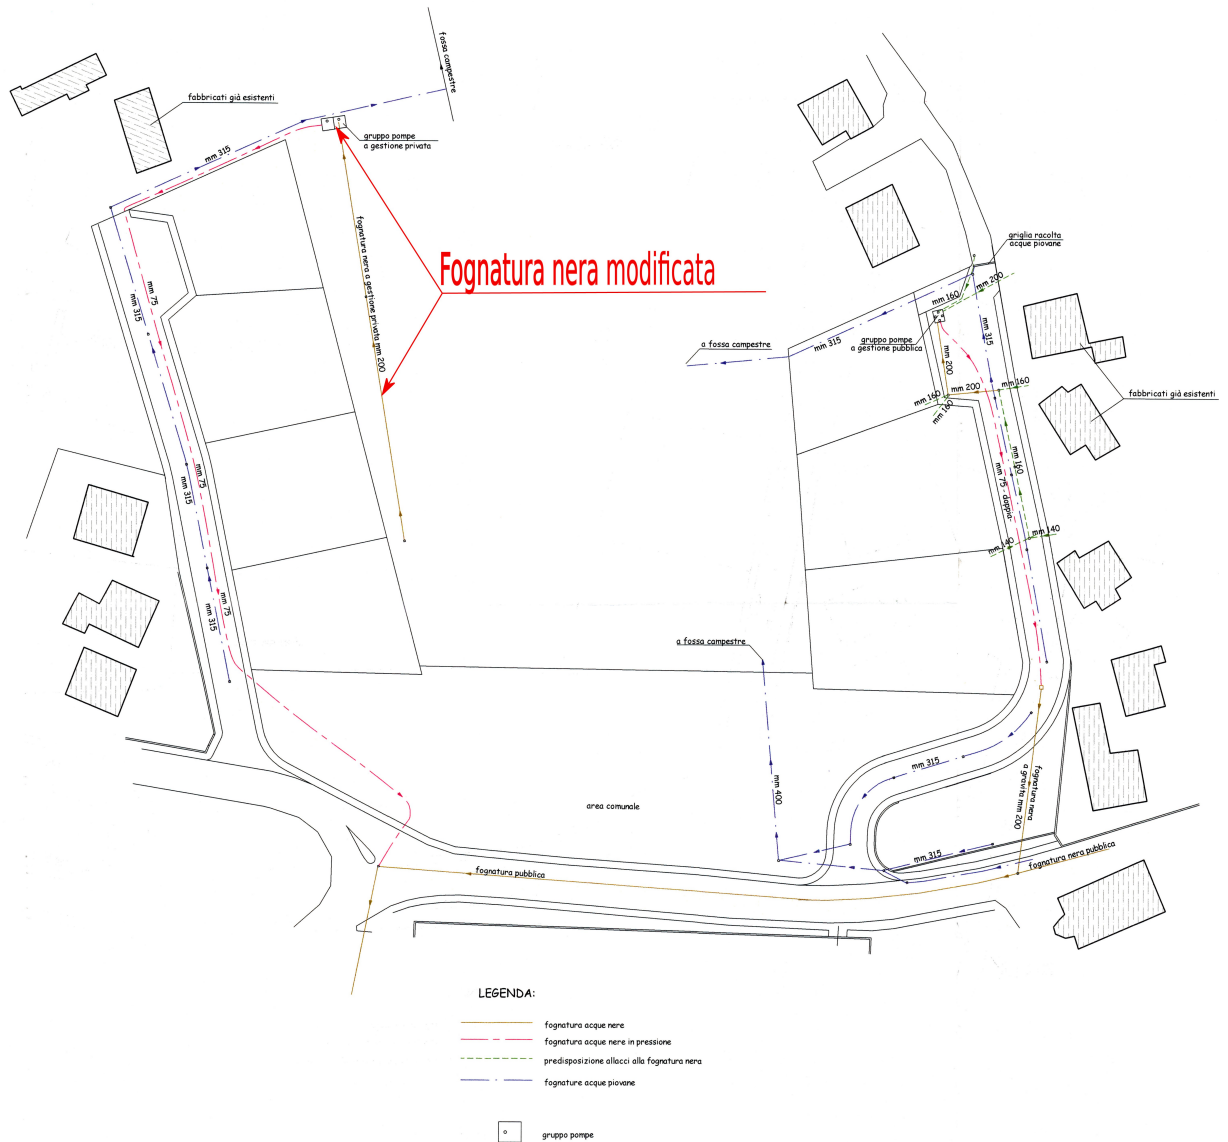 fossa campestre
fabbricati già esistenti
gruppo pompe
a gestione privata
mm 315
fognatura nera a gestione privata mm 200
Fognatura nera modificata
mm 75
mm 315
mm 75
mm 315
mm 75
mm 315
griglia racolta
acque piovane
mm 200
mm 160
mm 315
mm 315
gruppo pompe
a gestione pubblica
a fossa campestre
mm 200
mm 200
mm 160
mm 160
mm 160
fabbricati già esistenti
mm 160
mm 75 doppia
mm 140
mm 140
a fossa campestre
mm 400
mm 315
fognatura nera
a gravita mm 200
area comunale
mm 315
fognatura nera pubblica
fognatura pubblica
LEGENDA:
fognatura acque nere
fognatura acque nere in pressione
predisposizione allacci alla fognatura nera
fognature acque piovane
gruppo pompe